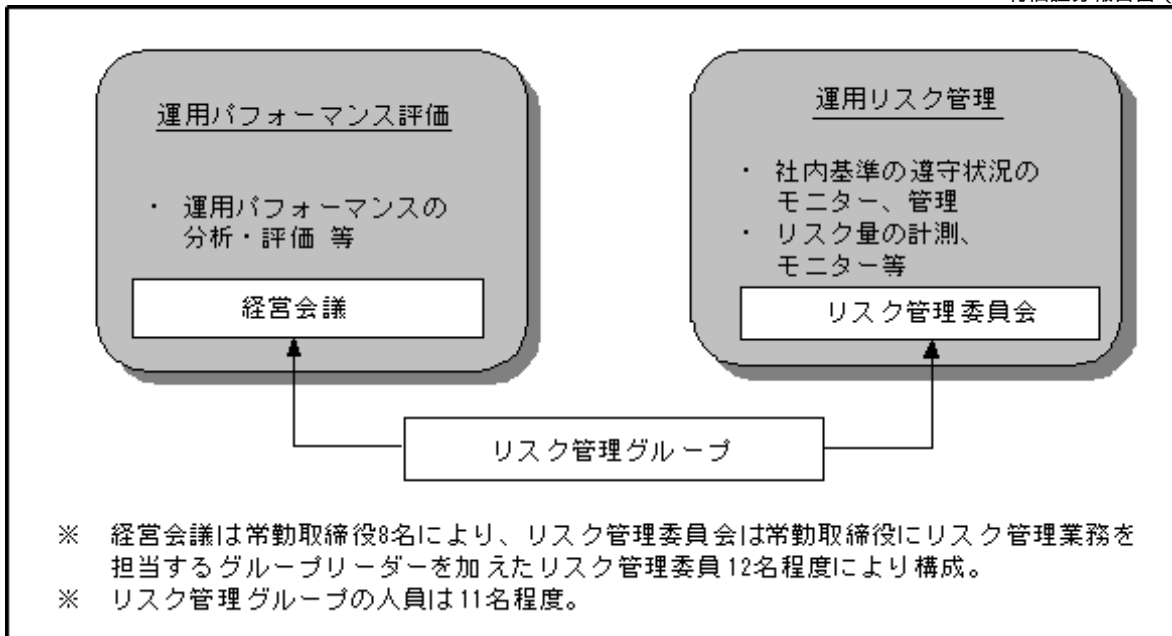 運用パフォーマンス評価
・ 運用パフォーマンスの
分析・評価 等
経営会議
運用リスク管理
・ 社内基準の遵守状況の
モニター、管理
・ リスク量の計測、
モニター等
リスク管理委員会
リスク管理グループ
※ 経営会議は常勤取締役8名により、リスク管理委員会は常勤取締役にリスク管理業務を
担当するグループリーダーを加えたリスク管理委員12名程度により構成。
※ リスク管理グループの人員は11名程度。